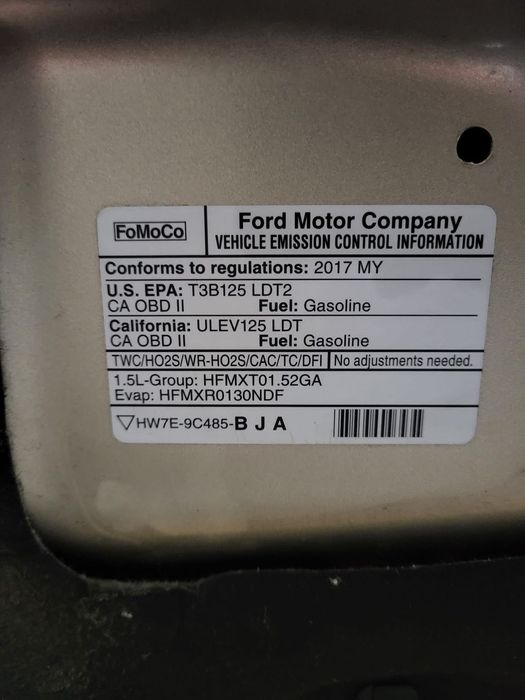 FoMoCo
Ford Motor Company
VEHICLE EMISSION CONTROL INFORMATION
Conforms to regulations: 2017 MY
U.S. EPA: T3B125 LDT2
CA OBD II Fuel: Gasoline
California: ULEV125 LDT
CA OBD II Fuel: Gasoline
TWC/HO2S/WR-HO2S/CAC/TC/DFI No adjustments needed.
1.5L-Group: HFMXT01.52GA
Evap: HFMXR0130NDF
HW7E-9C485-B J A